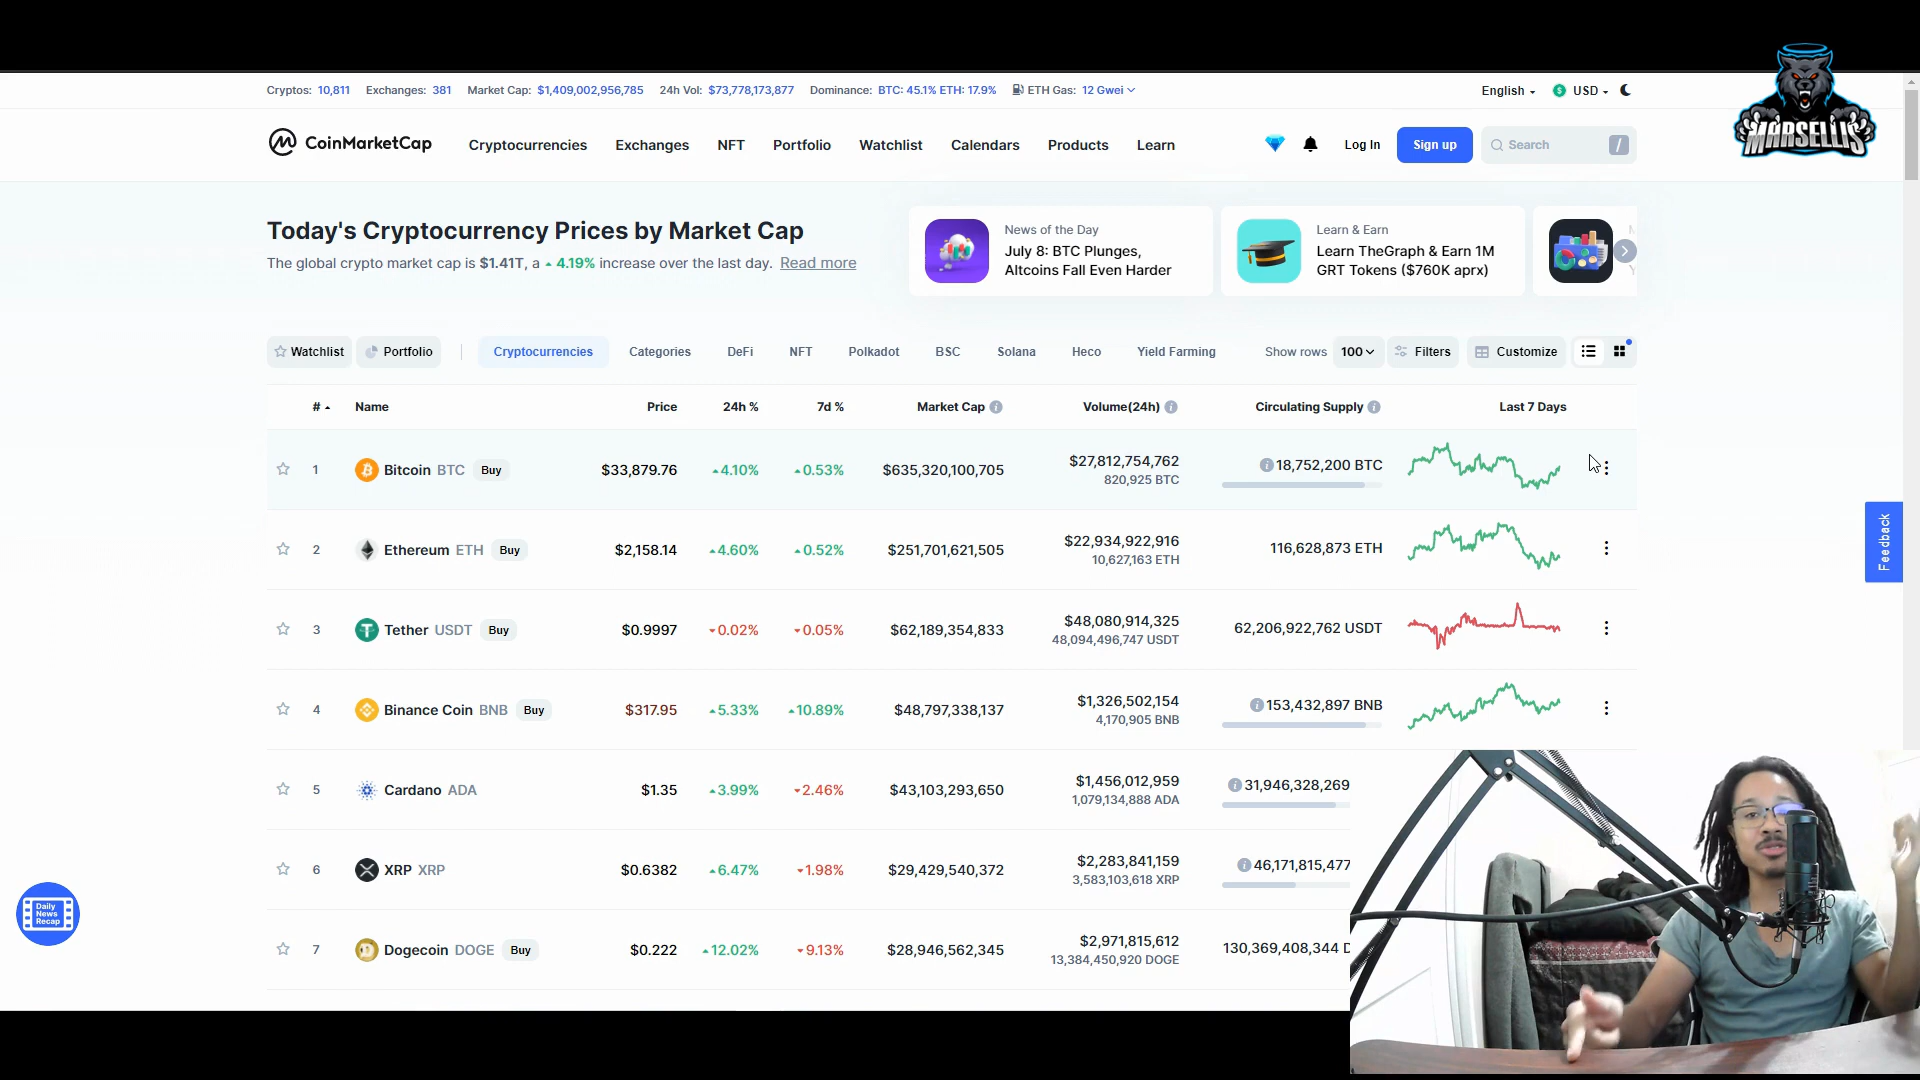 Cryptos: 10,811 Exchanges: 381 Market Cap: $1,409,002,956,785 24h Vol: $73,778,173,877 Dominance: BTC: 45.1% ETH: 17.9% ETH Gas: 12 Gwei English USD
MARSELLIS
CoinMarketCap Cryptocurrencies Exchanges NFT Portfolio Watchlist Calendars Products Learn Log In Sign up Search /
Today's Cryptocurrency Prices by Market Cap
The global crypto market cap is $1.41T, a 4.19% increase over the last day. Read more
News of the Day
July 8: BTC Plunges,
Altcoins Fall Even Harder
Learn & Earn
Learn TheGraph & Earn 1M
GRT Tokens ($760K aprx)
Watchlist Portfolio Cryptocurrencies Categories DeFi NFT Polkadot BSC Solana Heco Yield Farming Show rows 100 Filters Customize
# Name Price 24h % 7d % Market Cap Volume(24h) Circulating Supply Last 7 Days
1 Bitcoin BTC Buy $33,879.76 4.10% 0.53% $635,320,100,705 $27,812,754,762 18,752,200 BTC
820,925 BTC
2 Ethereum ETH Buy $2,158.14 4.60% 0.52% $251,701,621,505 $22,934,922,916 116,628,873 ETH
10,627,163 ETH
3 Tether USDT Buy $0.9997 0.02% 0.05% $62,189,354,833 $48,080,914,325 62,206,922,762 USDT
48,094,496,747 USDT
4 Binance Coin BNB Buy $317.95 5.33% 10.89% $48,797,338,137 $1,326,502,154 153,432,897 BNB
4,170,905 BNB
5 Cardano ADA $1.35 3.99% 2.46% $43,103,293,650 $1,456,012,959 31,946,328,269
1,079,134,888 ADA
6 XRP XRP $0.6382 6.47% 1.98% $29,429,540,372 $2,283,841,159 46,171,815,477
3,583,103,618 XRP
7 Dogecoin DOGE Buy $0.222 12.02% 9.13% $28,946,562,345 $2,971,815,612 130,369,408,344 D
13,384,450,920 DOGE
Feedback
Daily
News
Recap